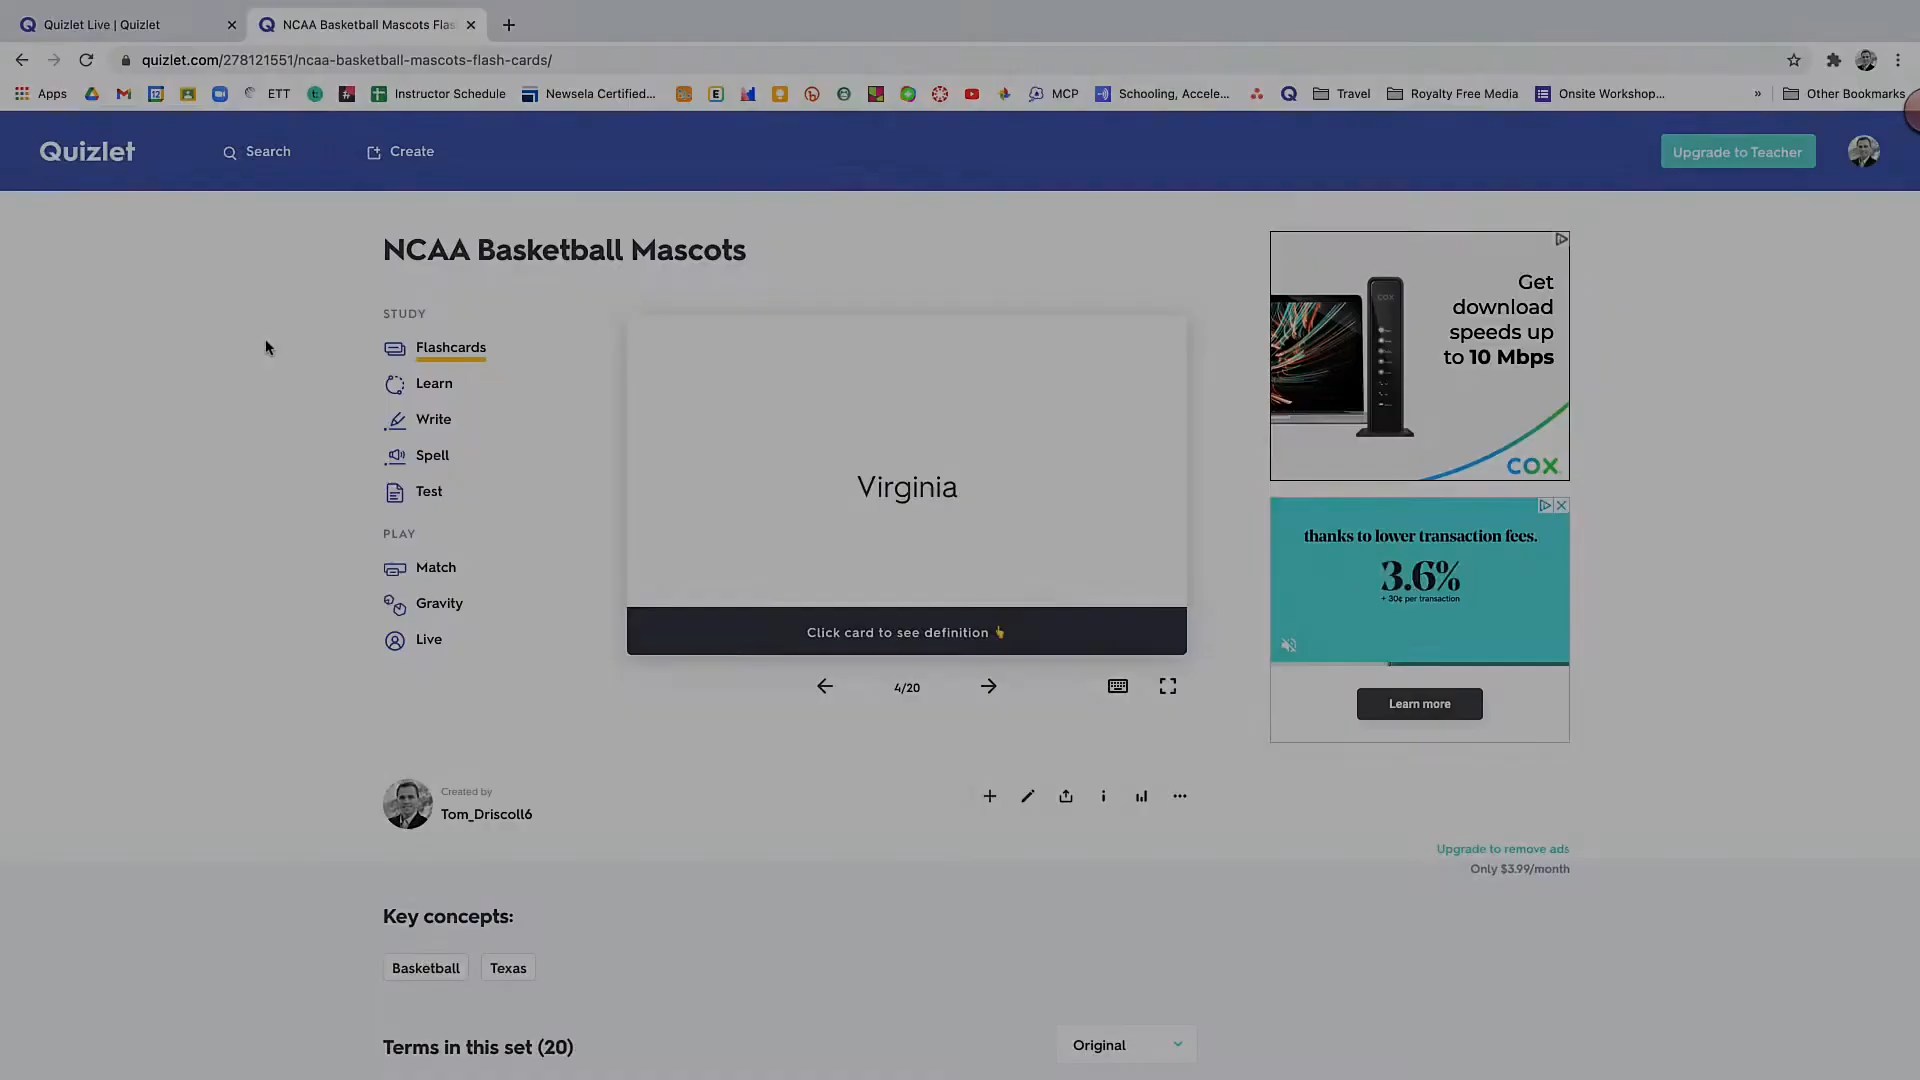 Quizlet Live | Quizlet
NCAA Basketball Mascots Flas
quizlet.com/278121551/ncaa-basketball-mascots-flash-cards/
Apps
ETT
Instructor Schedule
Newsela Certified...
MCP
Schooling, Accele...
Travel
Royalty Free Media
Onsite Workshop...
»
Other Bookmarks
Quizlet
Search
Create
Upgrade to Teacher
NCAA Basketball Mascots
STUDY
Flashcards
Learn
Write
Spell
Test
PLAY
Match
Gravity
Live
Virginia
Click card to see definition 👆
4/20
Get
download
speeds up
to 10 Mbps
COX
COX
thanks to lower transaction fees.
3.6%
+ 30¢ per transaction
Learn more
Created by
Tom_Driscoll6
Upgrade to remove ads
Only $3.99/month
Key concepts:
Basketball
Texas
Terms in this set (20)
Original